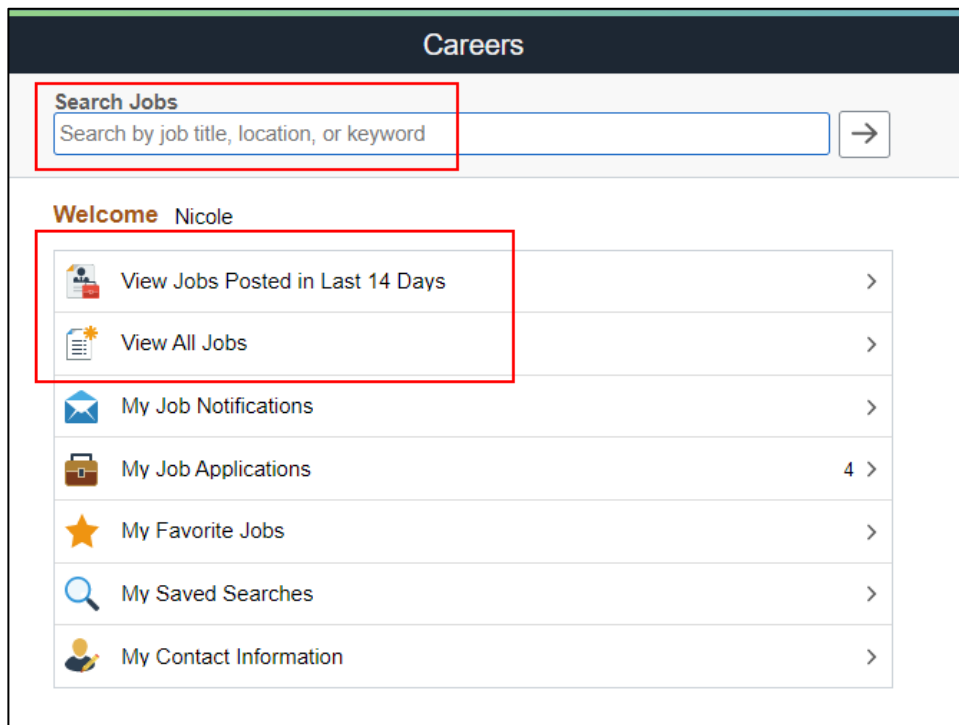 Careers
Search Jobs
Search by job title, location, or keyword
Welcome Nicole
View Jobs Posted in Last 14 Days
View All Jobs
My Job Notifications
My Job Applications 4
My Favorite Jobs
My Saved Searches
My Contact Information